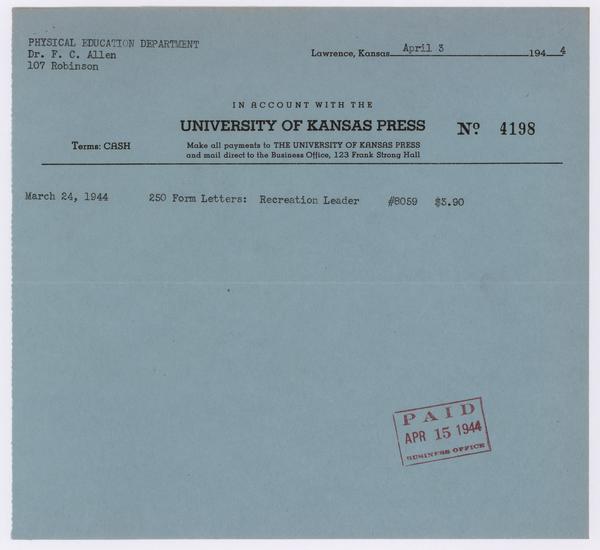 PHYSICAL EDUCATION DEPARTMENT
Dr. F. C. Allen
107 Robinson
Lawrence, Kansas April 3 1944
IN ACCOUNT WITH THE
UNIVERSITY OF KANSAS PRESS
No 4198
Terms: CASH
Make all payments to THE UNIVERSITY OF KANSAS PRESS
and mail direct to the Business Office, 123 Frank Strong Hall
March 24, 1944 250 Form Letters: Recreation Leader #8059 $3.90
PAID
APR 15 1944
BUSINESS OFFICE